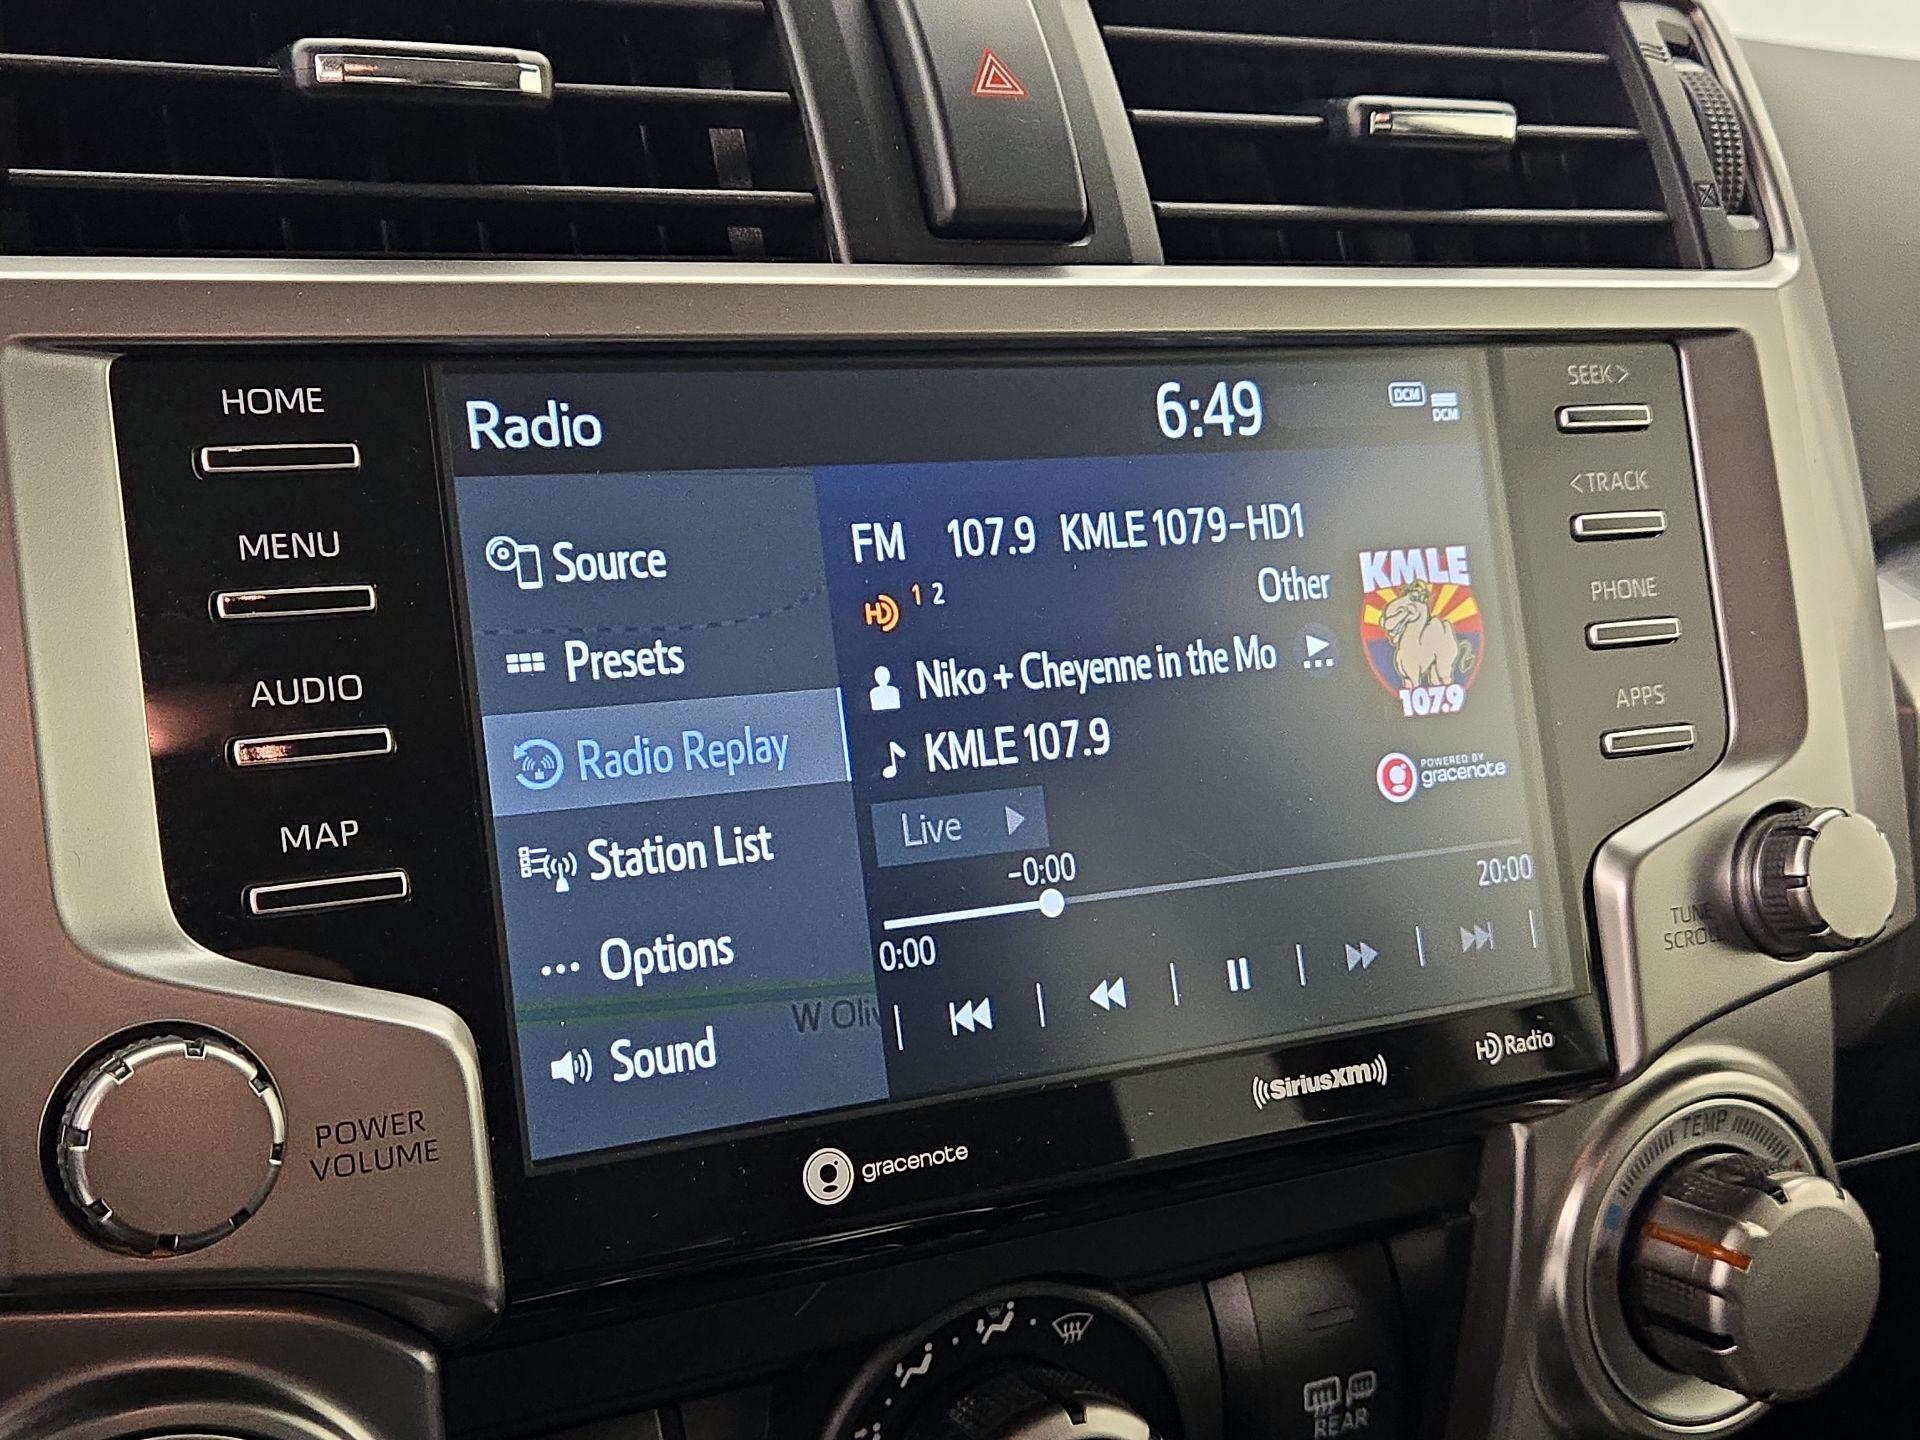 HOME
MENU
AUDIO
MAP
POWER
VOLUME
Radio
6:49
DCM
DCM
Source
Presets
Radio Replay
Station List
Options
Sound
FM 107.9 KMLE 1079-HD1
Other
HD 1 2
Niko + Cheyenne in the Mo
KMLE 107.9
Live
-0:00
20:00
0:00
KMLE
107.9
POWERED BY
gracenote
W Oliv
gracenote
((SiriusXM))
HD Radio
SEEK >
< TRACK
PHONE
APPS
TUNE
SCROLL
TEMP
REAR